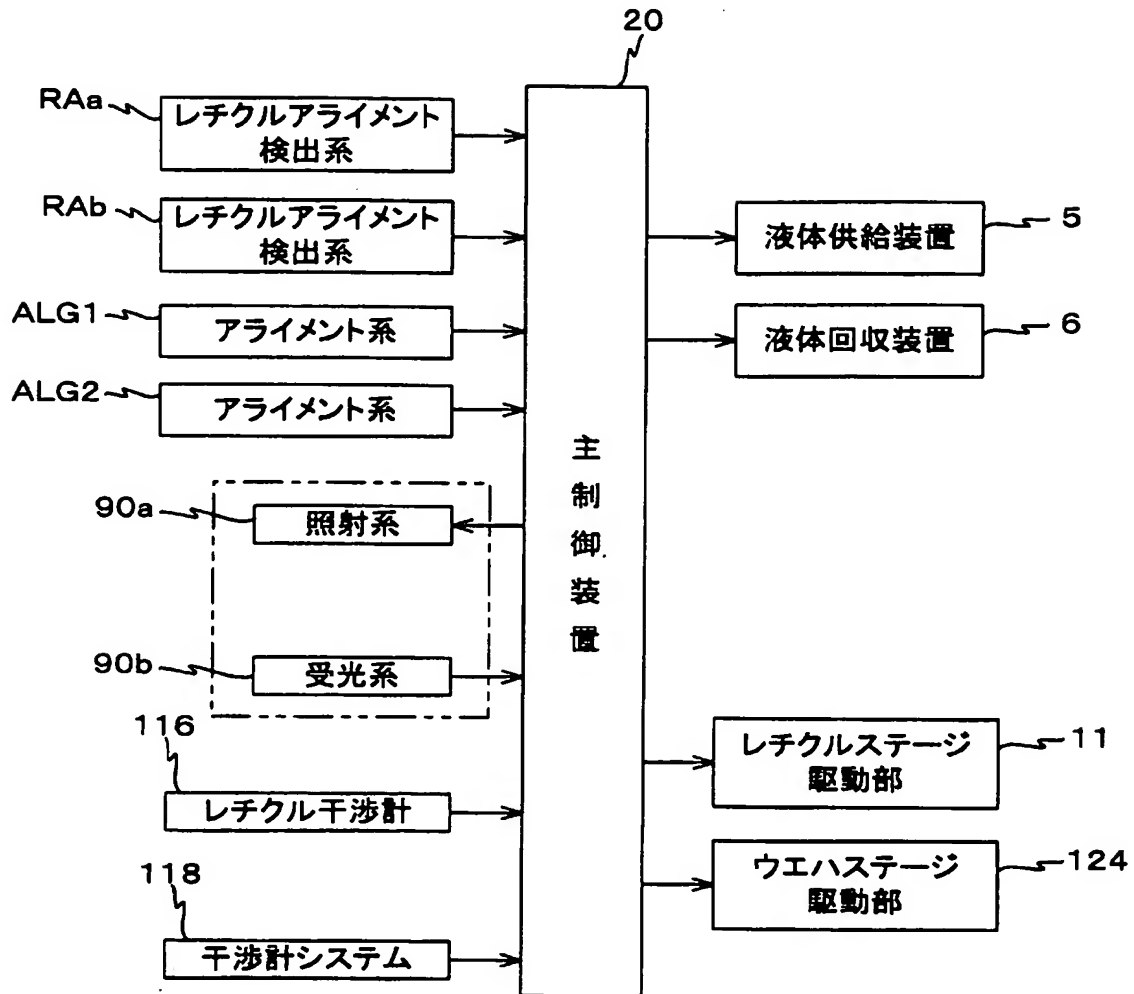 20
RAa
レチクルアライメント
検出系
RAb
レチクルアライメント
検出系
ALG1
アライメント系
ALG2
アライメント系
90a
照射系
90b
受光系
116
レチクル干渉計
118
干渉計システム
主制御装置
液体供給装置
5
液体回収装置
6
レチクルステージ
駆動部
11
ウエハステージ
駆動部
124